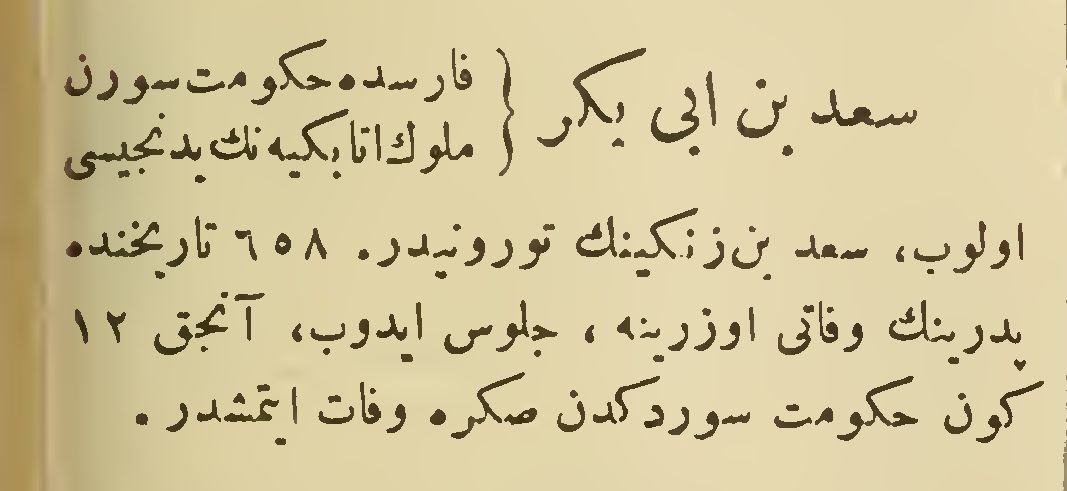 سعد بن ابی بکر { فارسده حکومت سورن
ملوك اتابکیه نك یدنجیسی
اولوب، سعد بن زنکینك تورونیدر. ٦٥٨ تاریخنده
پدرینك وفاتی اوزرینه ، جلوس ایدوب، آنجق ١٢
کون حکومت سوردکدن صکره وفات ایتمشدر .